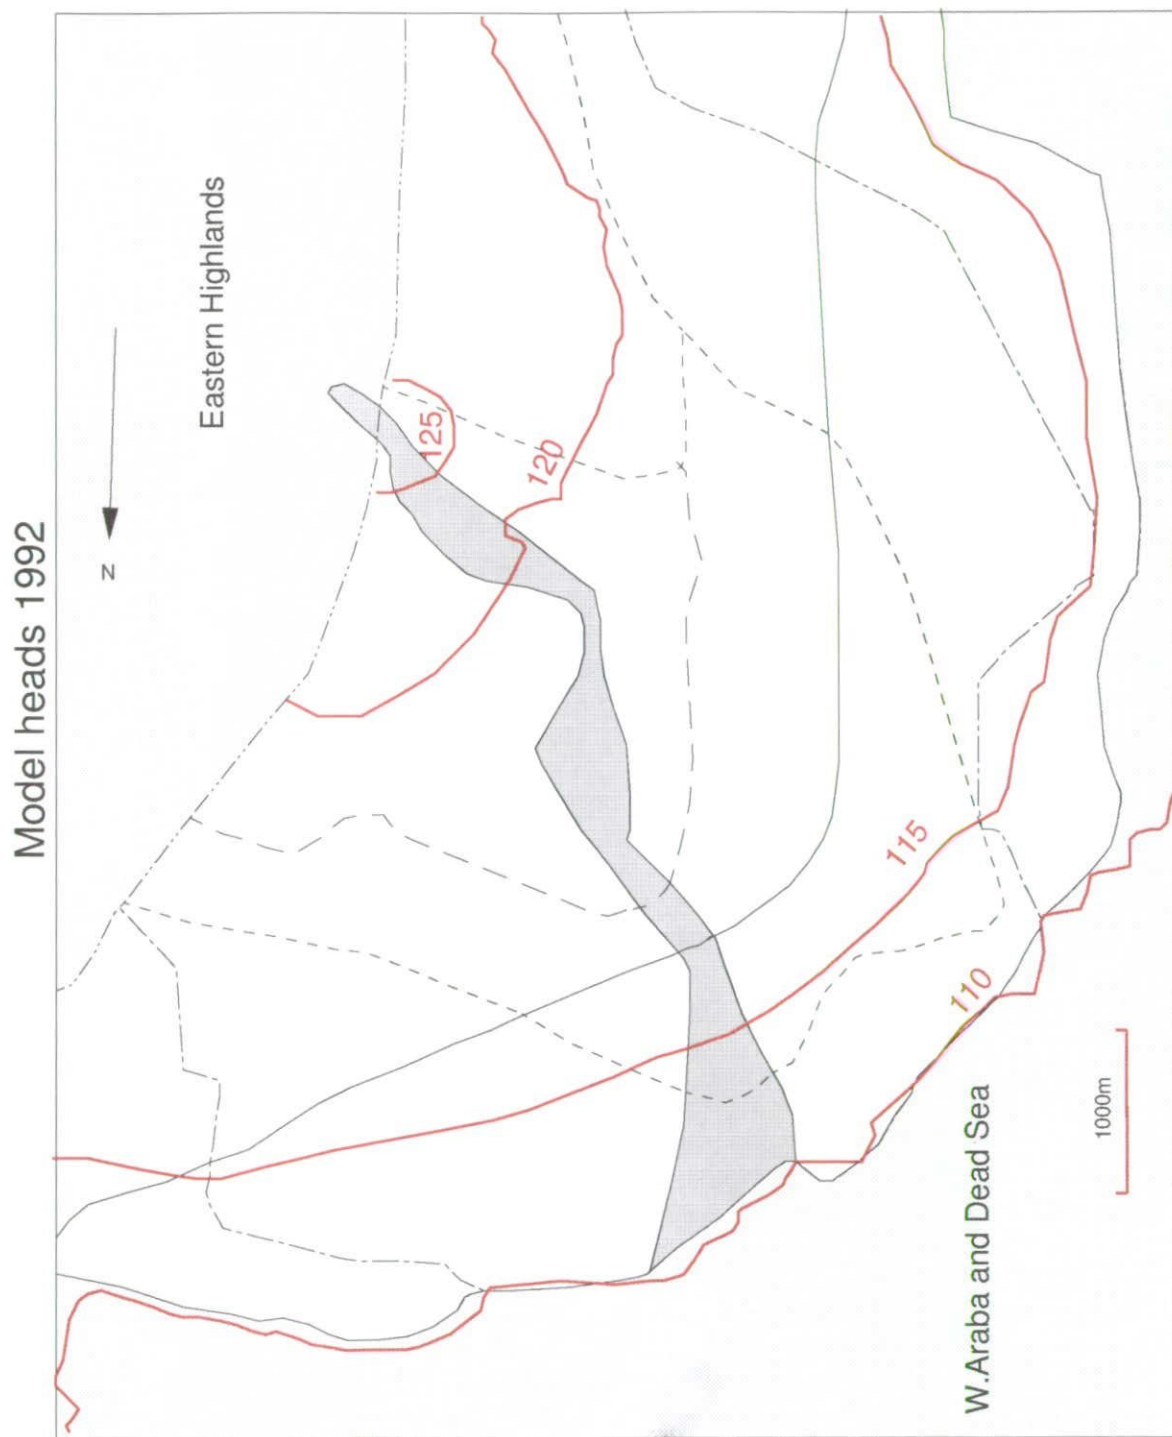 Model heads 1992
N
Eastern Highlands
125
120
115
110
1000m
W.Araba and Dead Sea